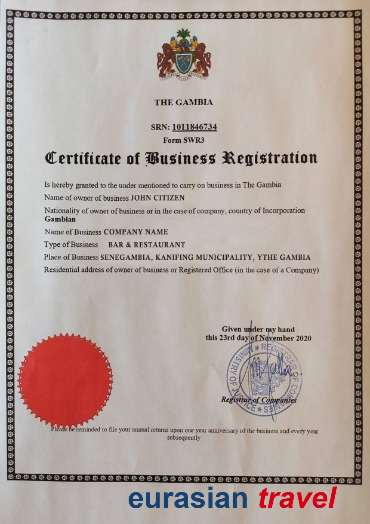 THE GAMBIA
SRN: 1011846734
Form SWR3
Certificate of Business Registration
Is hereby granted to the under mentioned to carry on business in The Gambia
Name of owner of business JOHN CITIZEN
Nationality of owner of business or in the case of company, country of Incorporation
Gambian
Name of Business COMPANY NAME
Type of Business BAR & RESTAURANT
Place of Business SENEGAMBIA, KANIFING MUNICIPALITY, YTHE GAMBIA
Residential address of owner of business or Registered Office (in the case of a Company)
Given under my hand
this 23rd day of November 2020
Registrar of Companies
Please be reminded to file your annual returns upon one year anniversary of the business and every year
subsequently
eurasian travel